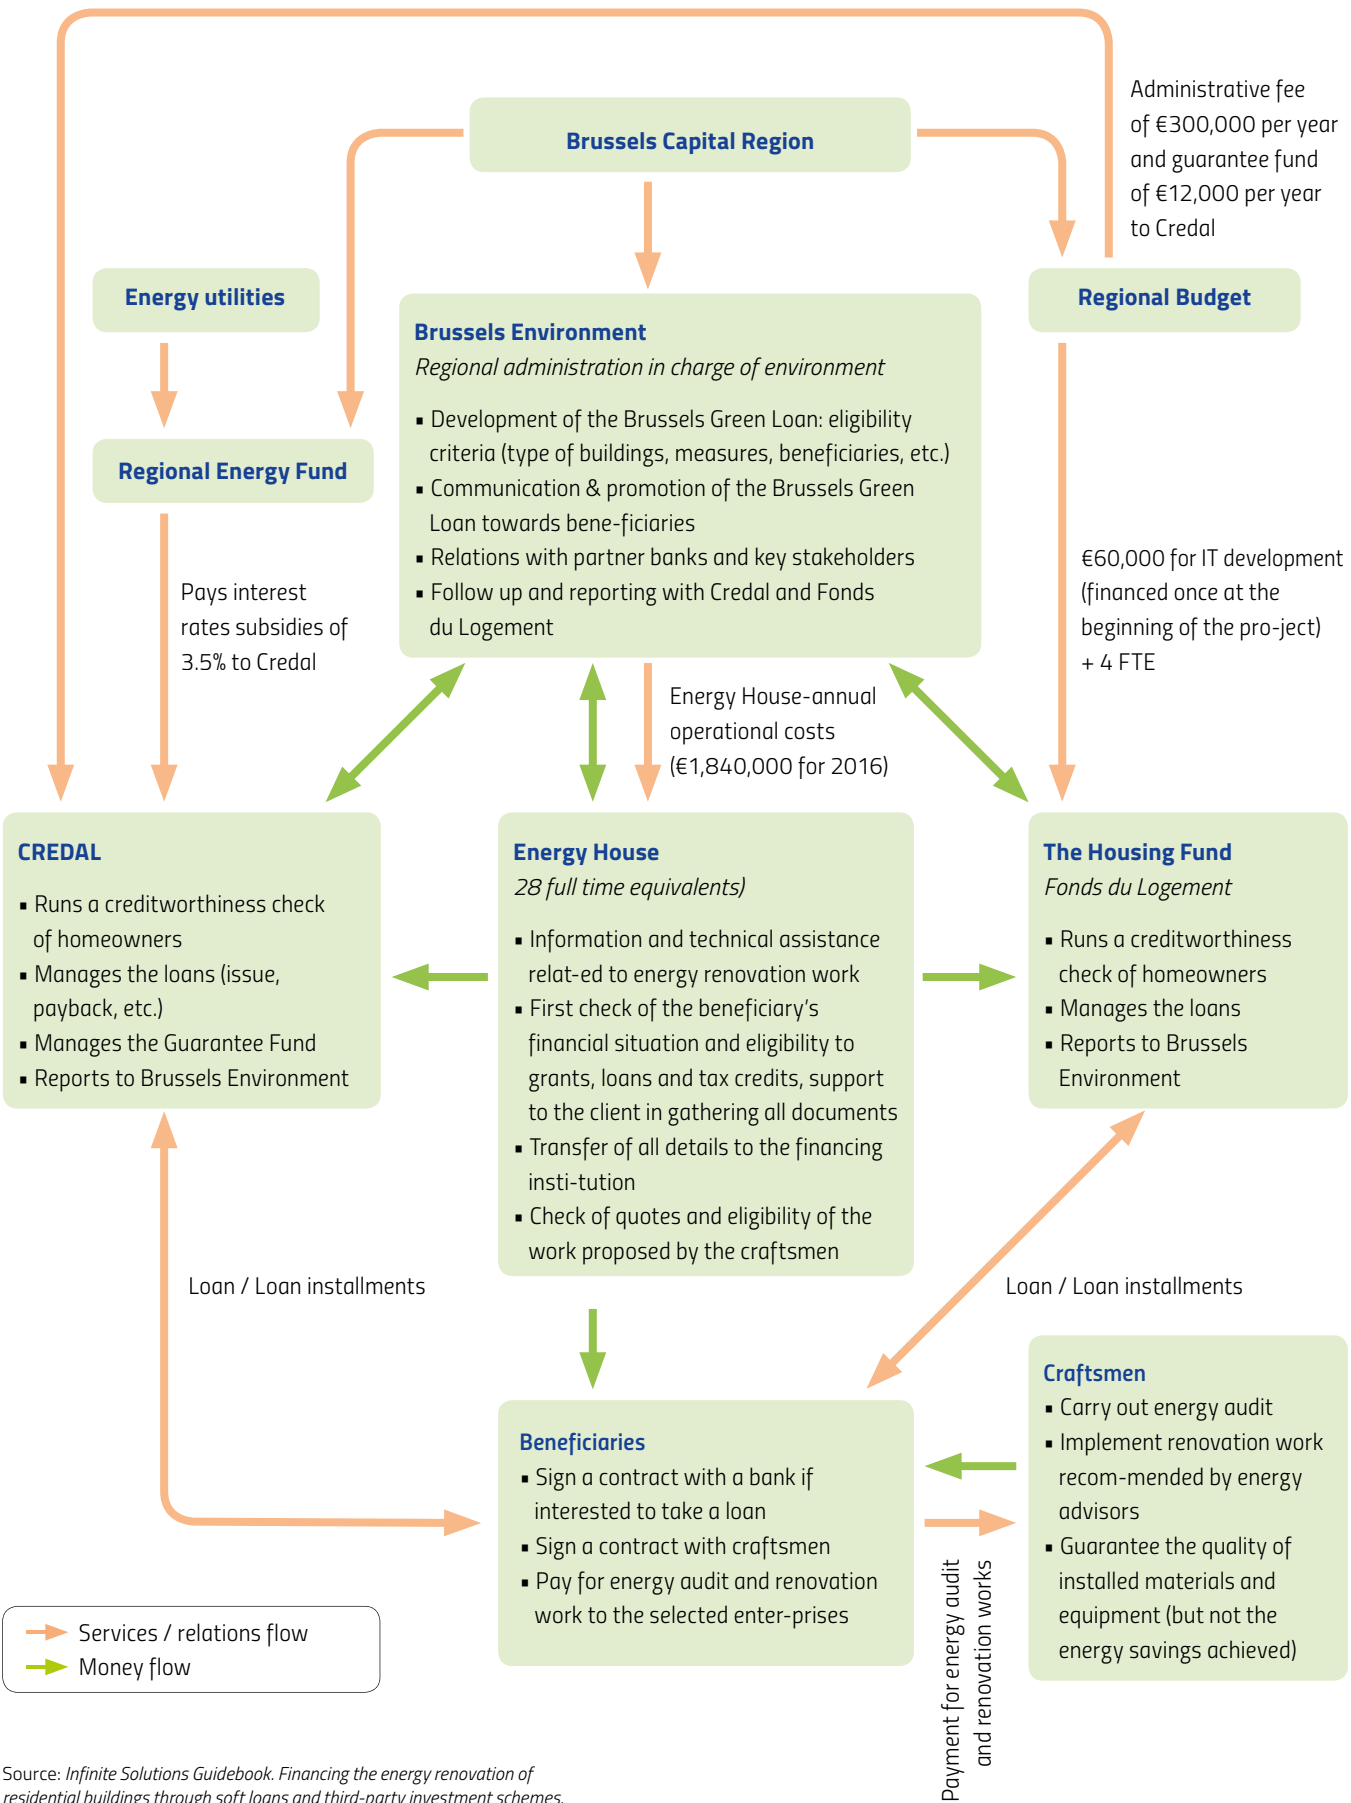 Administrative fee
of €300,000 per year
and guarantee fund
of €12,000 per year
to Credal
Brussels Capital Region
Energy utilities
Regional Budget
Brussels Environment
Regional administration in charge of environment
▪ Development of the Brussels Green Loan: eligibility
criteria (type of buildings, measures, beneficiaries, etc.)
▪ Communication & promotion of the Brussels Green
Loan towards bene-ficiaries
▪ Relations with partner banks and key stakeholders
▪ Follow up and reporting with Credal and Fonds
du Logement
Regional Energy Fund
Pays interest
rates subsidies of
3.5% to Credal
€60,000 for IT development
(financed once at the
beginning of the pro-ject)
+ 4 FTE
Energy House-annual
operational costs
(€1,840,000 for 2016)
CREDAL
▪ Runs a creditworthiness check
of homeowners
▪ Manages the loans (issue,
payback, etc.)
▪ Manages the Guarantee Fund
▪ Reports to Brussels Environment
Energy House
28 full time equivalents)
▪ Information and technical assistance
relat-ed to energy renovation work
▪ First check of the beneficiary's
financial situation and eligibility to
grants, loans and tax credits, support
to the client in gathering all documents
▪ Transfer of all details to the financing
insti-tution
▪ Check of quotes and eligibility of the
work proposed by the craftsmen
The Housing Fund
Fonds du Logement
▪ Runs a creditworthiness
check of homeowners
▪ Manages the loans
▪ Reports to Brussels
Environment
Loan / Loan installments
Loan / Loan installments
Beneficiaries
▪ Sign a contract with a bank if
interested to take a loan
▪ Sign a contract with craftsmen
▪ Pay for energy audit and renovation
work to the selected enter-prises
Craftsmen
▪ Carry out energy audit
▪ Implement renovation work
recom-mended by energy
advisors
▪ Guarantee the quality of
installed materials and
equipment (but not the
energy savings achieved)
Payment for energy audit
and renovation works
Services / relations flow
Money flow
Source: Infinite Solutions Guidebook. Financing the energy renovation of
residential buildings through soft loans and third-party investment schemes.